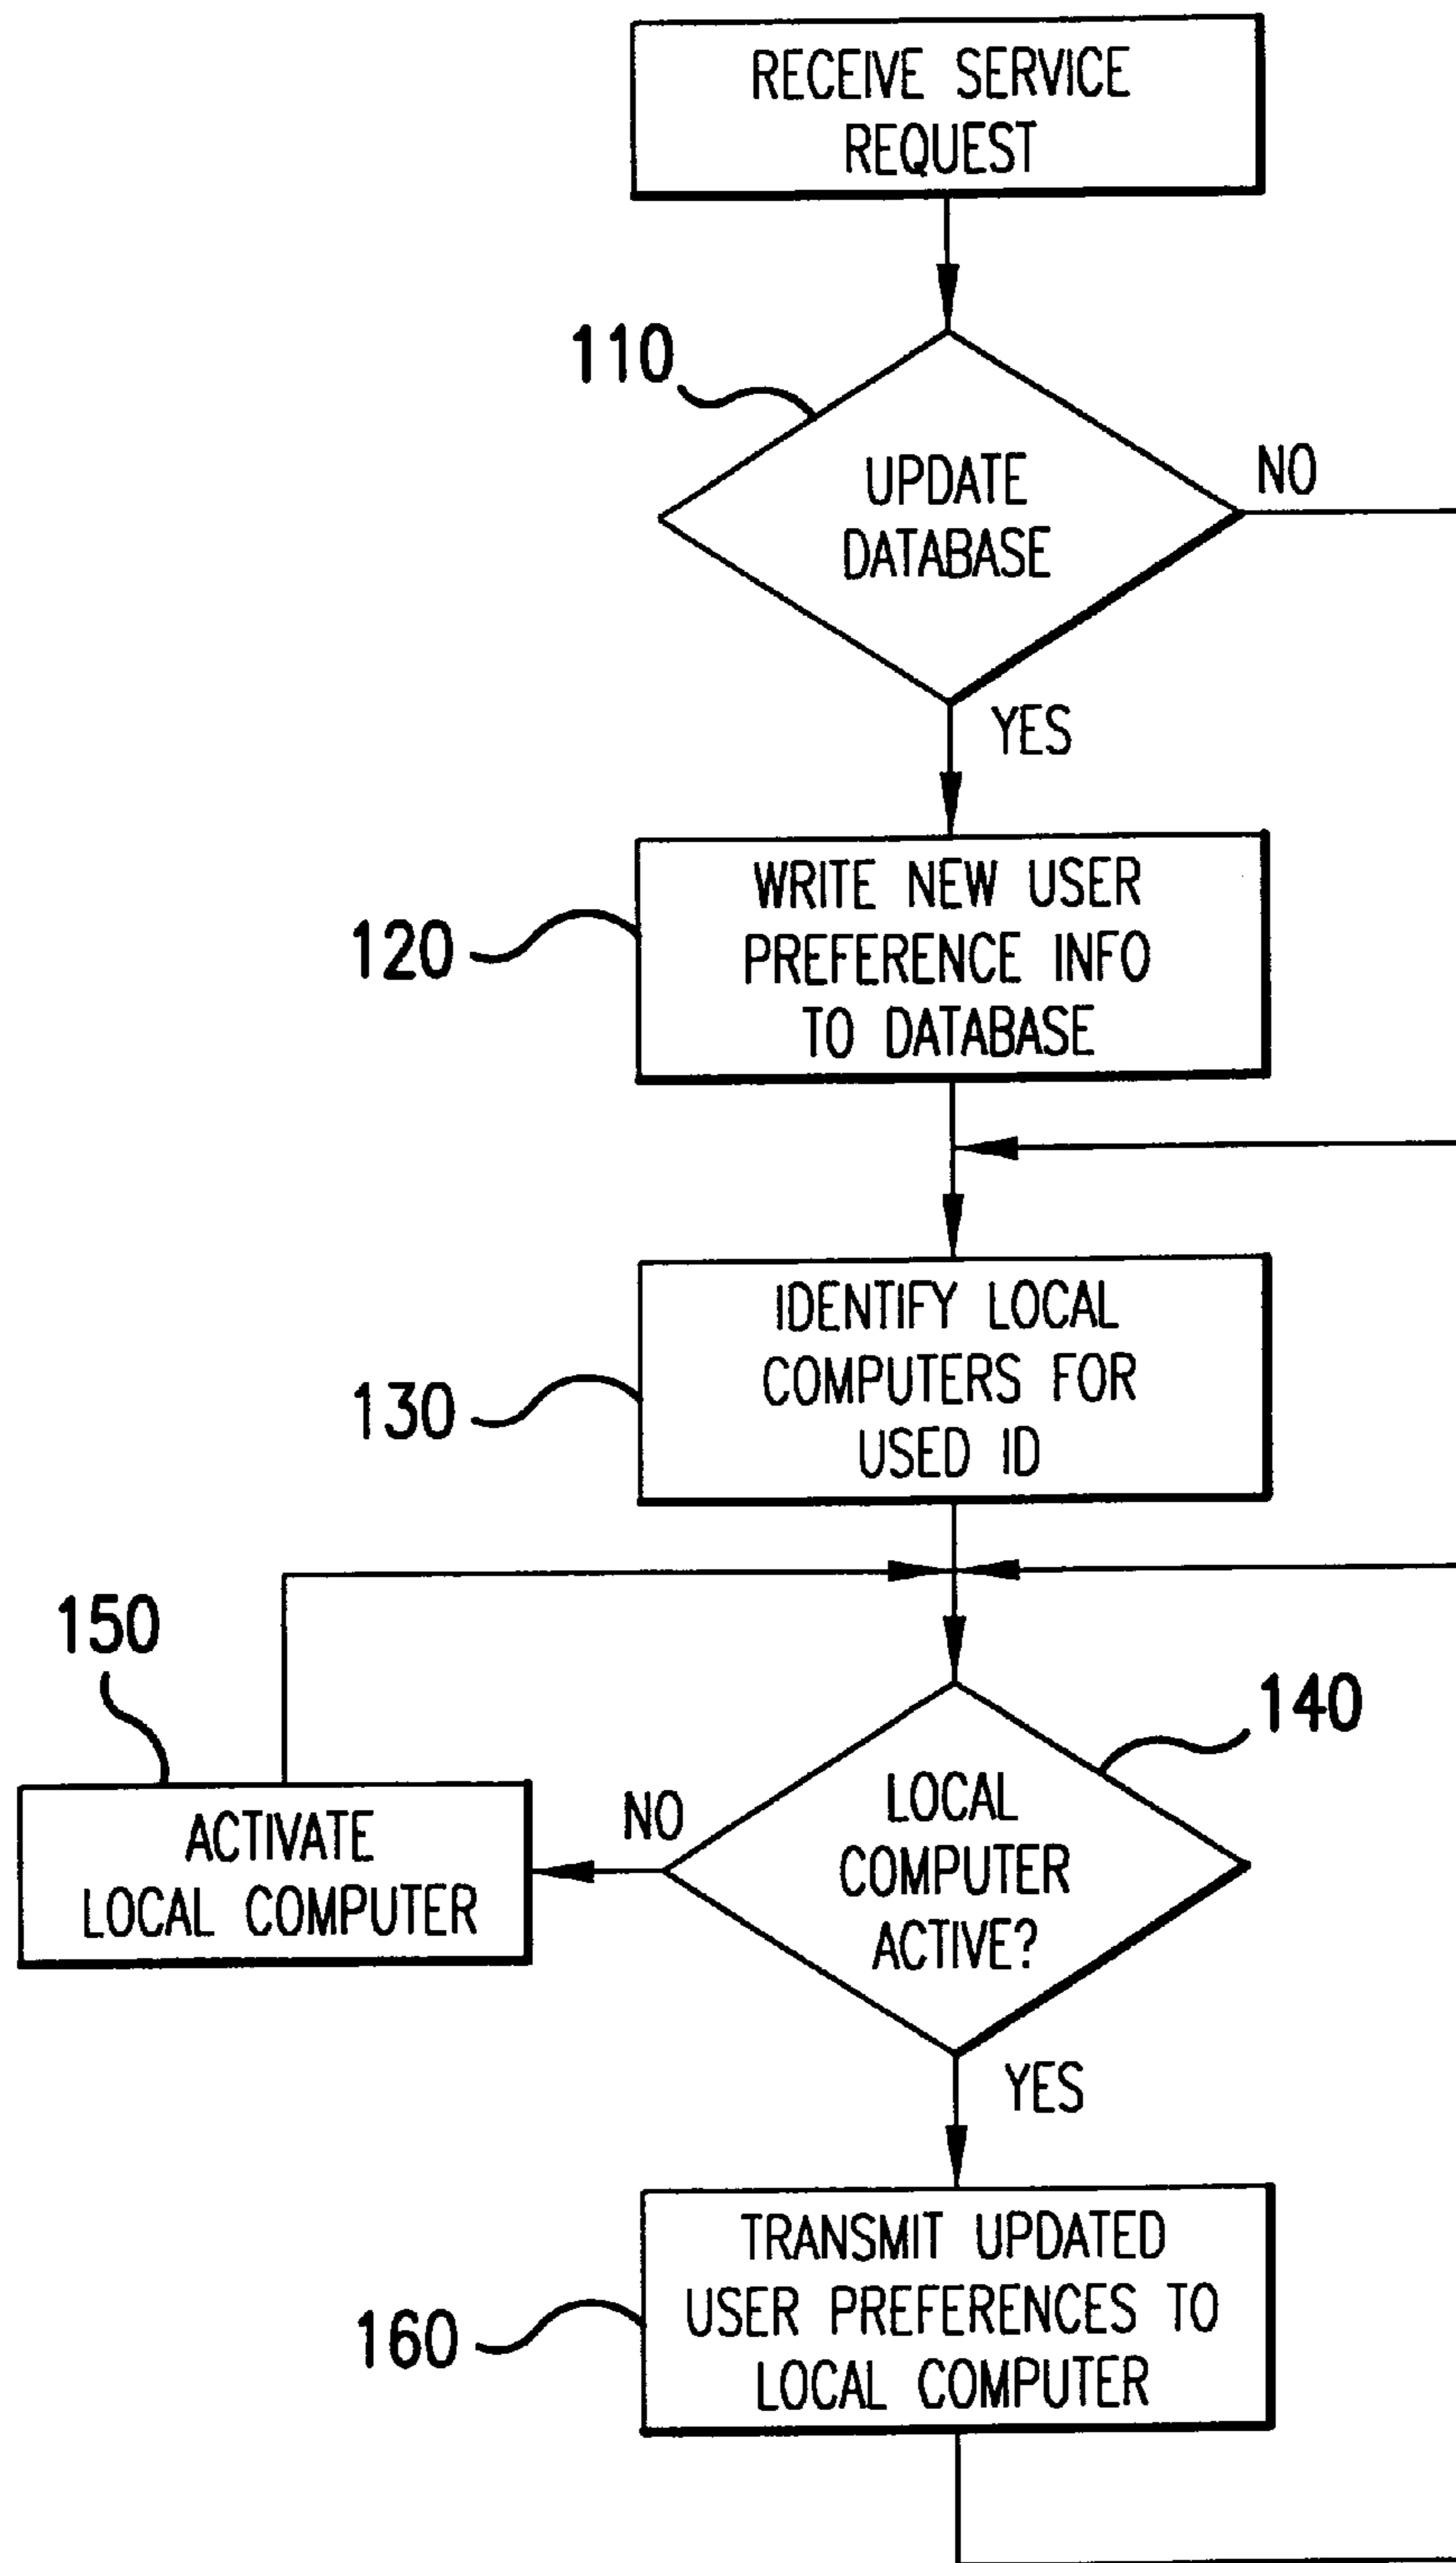 RECEIVE SERVICE
REQUEST
110
UPDATE
DATABASE
NO
YES
120
WRITE NEW USER
PREFERENCE INFO
TO DATABASE
130
IDENTIFY LOCAL
COMPUTERS FOR
USED ID
150
ACTIVATE
LOCAL COMPUTER
NO
140
LOCAL
COMPUTER
ACTIVE?
YES
160
TRANSMIT UPDATED
USER PREFERENCES TO
LOCAL COMPUTER